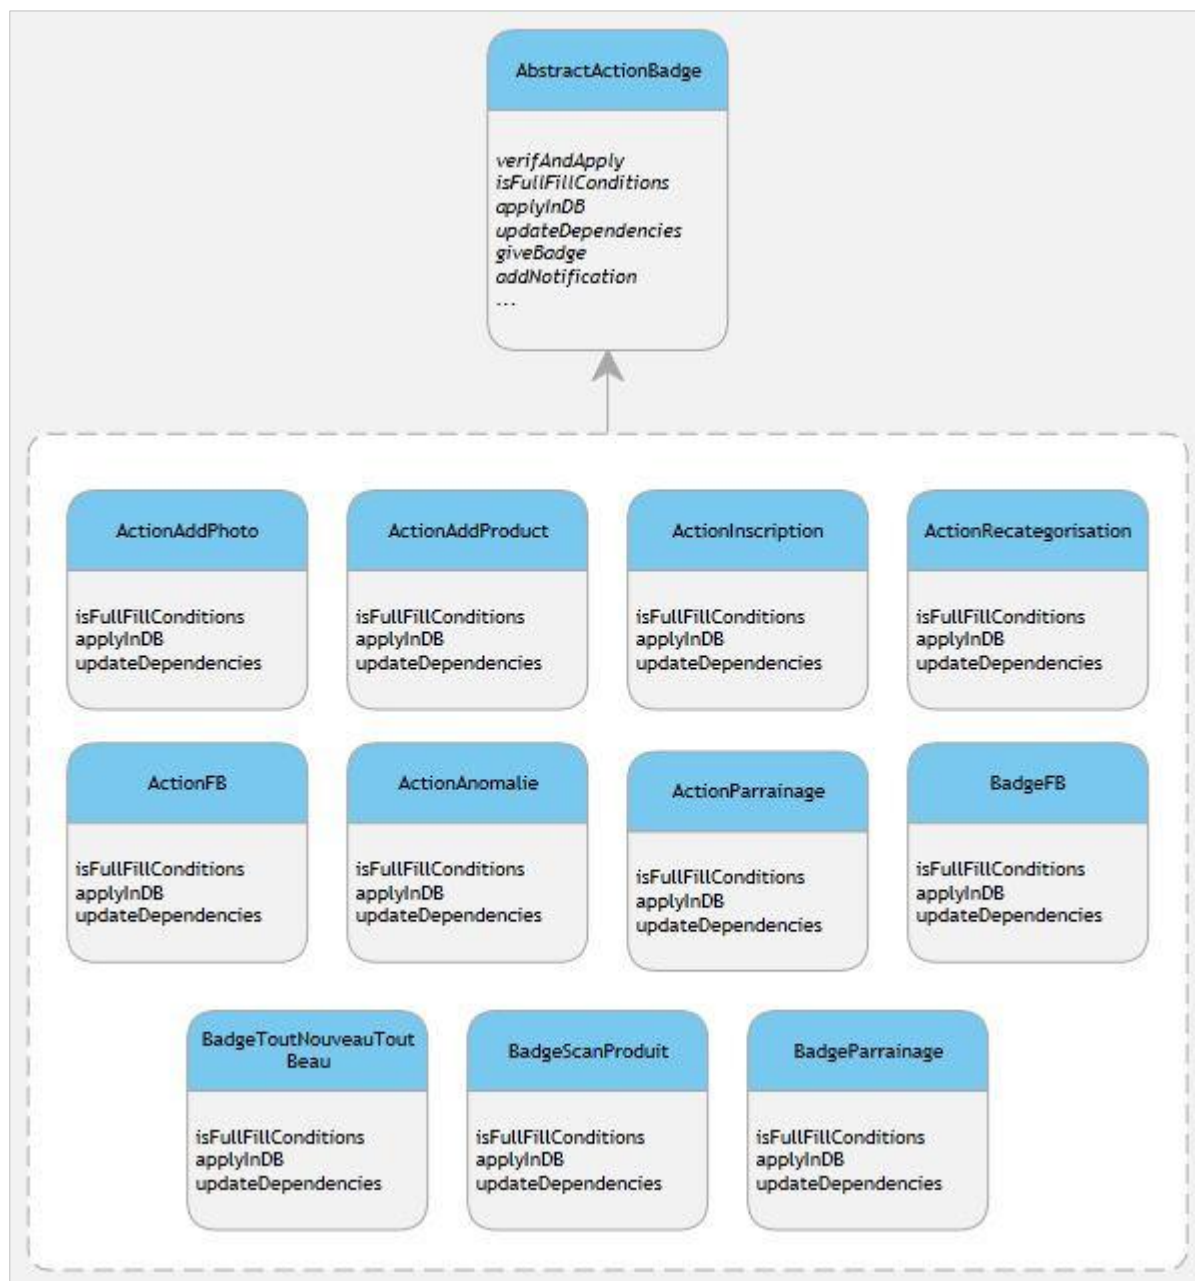 AbstractActionBadge
verifAndApply
isFullFillConditions
applyInDB
updateDependencies
giveBadge
addNotification
...
ActionAddPhoto
isFullFillConditions
applyInDB
updateDependencies
ActionAddProduct
isFullFillConditions
applyInDB
updateDependencies
ActionInscription
isFullFillConditions
applyInDB
updateDependencies
ActionRecategorisation
isFullFillConditions
applyInDB
updateDependencies
ActionFB
isFullFillConditions
applyInDB
updateDependencies
ActionAnomalie
isFullFillConditions
applyInDB
updateDependencies
ActionParrainage
isFullFillConditions
applyInDB
updateDependencies
BadgeFB
isFullFillConditions
applyInDB
updateDependencies
BadgeToutNouveauTout
Beau
isFullFillConditions
applyInDB
updateDependencies
BadgeScanProduit
isFullFillConditions
applyInDB
updateDependencies
BadgeParrainage
isFullFillConditions
applyInDB
updateDependencies